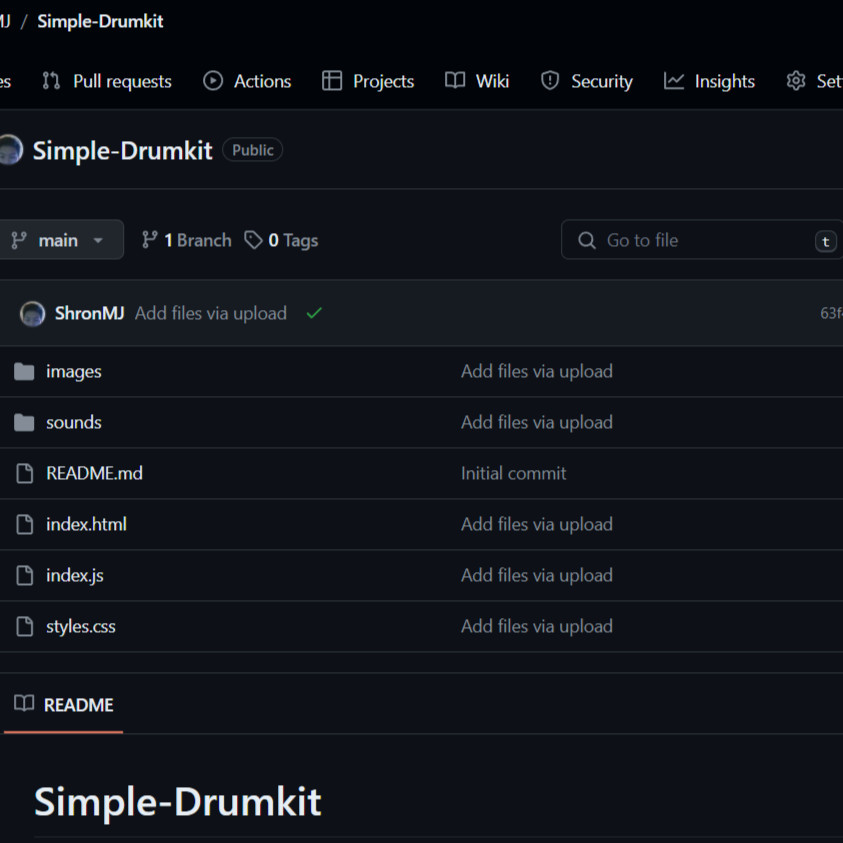 MJ / Simple-Drumkit
es Pull requests Actions Projects Wiki Security Insights Set
Simple-Drumkit Public
main 1 Branch 0 Tags Go to file t
ShronMJ Add files via upload 63f
images Add files via upload
sounds Add files via upload
README.md Initial commit
index.html Add files via upload
index.js Add files via upload
styles.css Add files via upload
README
Simple-Drumkit